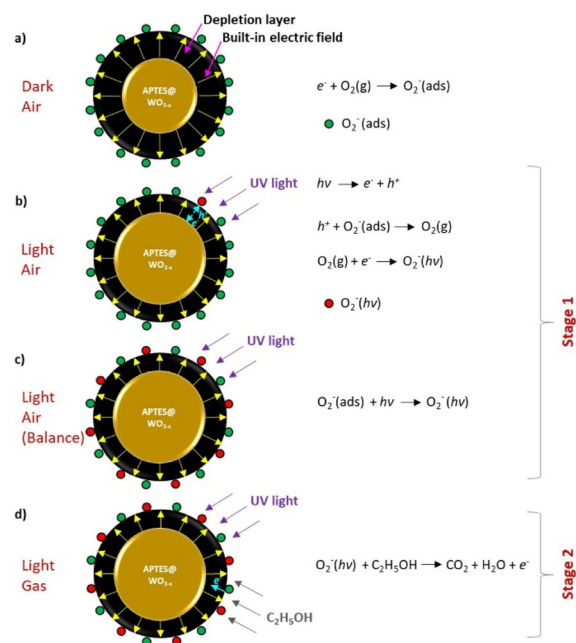 a)
Depletion layer
Built-in electric field
Dark
Air
APTES@
WO₃₋ₓ
e⁻ + O₂(g) → O₂⁻(ads)
O₂⁻(ads)
b)
UV light
Light
Air
h⁺
e⁻
APTES@
WO₃₋ₓ
hν → e⁻ + h⁺
h⁺ + O₂⁻(ads) → O₂(g)
O₂(g) + e⁻ → O₂⁻(hν)
O₂⁻(hν)
Stage 1
c)
UV light
Light
Air
(Balance)
APTES@
WO₃₋ₓ
O₂⁻(ads) + hν → O₂⁻(hν)
d)
UV light
Light
Gas
APTES@
WO₃₋ₓ
e⁻
C₂H₅OH
O₂⁻(hν) + C₂H₅OH → CO₂ + H₂O + e⁻
Stage 2